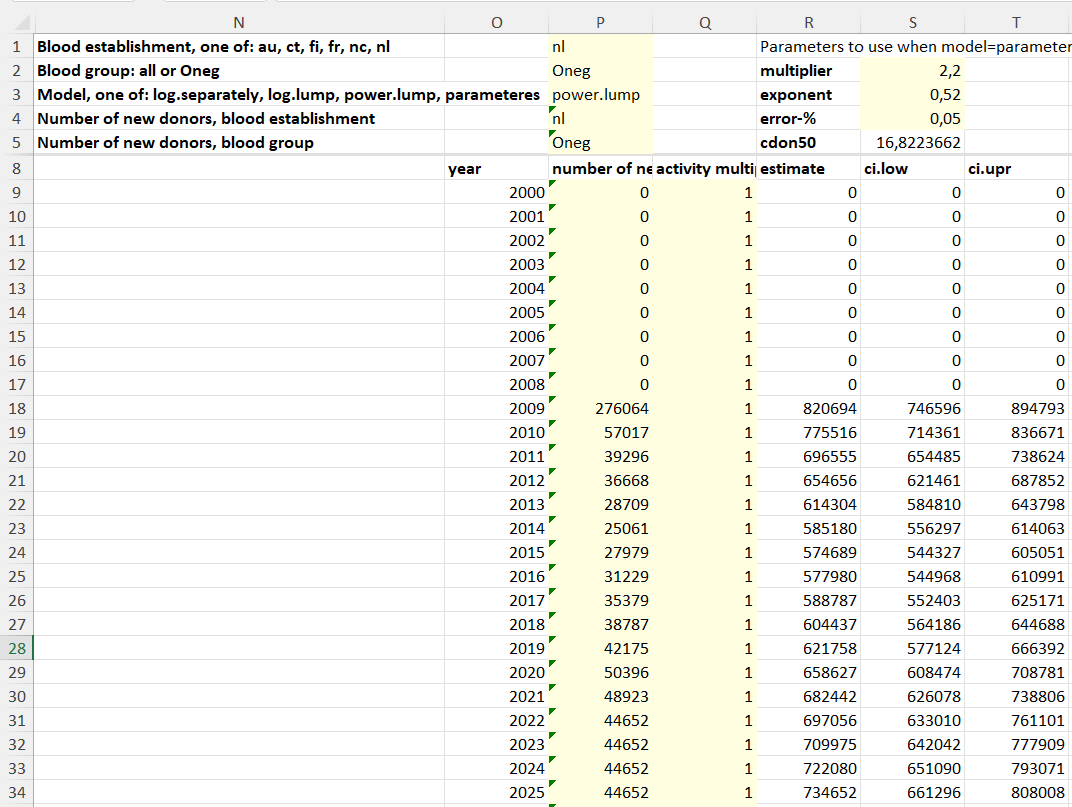 N O P Q R S T
1 Blood establishment, one of: au, ct, fi, fr, nc, nl nl Parameters to use when model=parameter
2 Blood group: all or Oneg Oneg multiplier 2,2
3 Model, one of: log.separately, log.lump, power.lump, parameteres power.lump exponent 0,52
4 Number of new donors, blood establishment nl error-% 0,05
5 Number of new donors, blood group Oneg cdon50 16,8223662
8 year number of ne activity multi estimate ci.low ci.upr
9 2000 0 1 0 0 0
10 2001 0 1 0 0 0
11 2002 0 1 0 0 0
12 2003 0 1 0 0 0
13 2004 0 1 0 0 0
14 2005 0 1 0 0 0
15 2006 0 1 0 0 0
16 2007 0 1 0 0 0
17 2008 0 1 0 0 0
18 2009 276064 1 820694 746596 894793
19 2010 57017 1 775516 714361 836671
20 2011 39296 1 696555 654485 738624
21 2012 36668 1 654656 621461 687852
22 2013 28709 1 614304 584810 643798
23 2014 25061 1 585180 556297 614063
24 2015 27979 1 574689 544327 605051
25 2016 31229 1 577980 544968 610991
26 2017 35379 1 588787 552403 625171
27 2018 38787 1 604437 564186 644688
28 2019 42175 1 621758 577124 666392
29 2020 50396 1 658627 608474 708781
30 2021 48923 1 682442 626078 738806
31 2022 44652 1 697056 633010 761101
32 2023 44652 1 709975 642042 777909
33 2024 44652 1 722080 651090 793071
34 2025 44652 1 734652 661296 808008